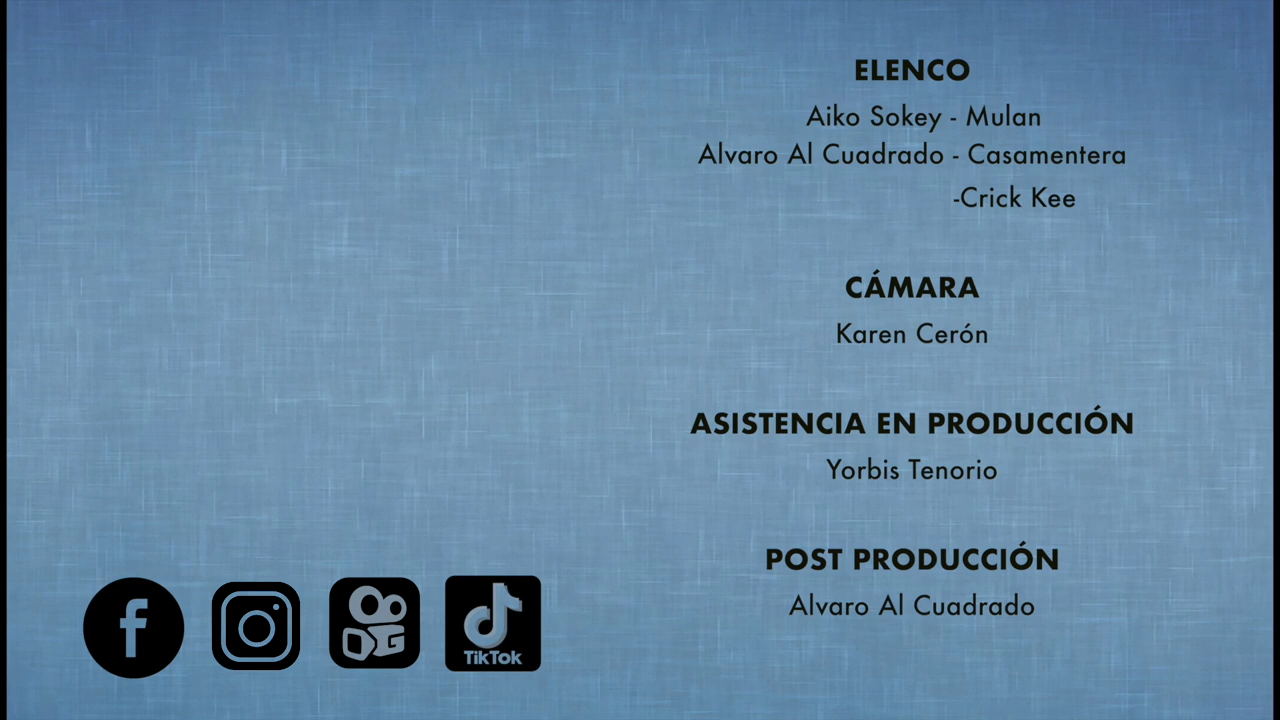 ELENCO
Aiko Sokey - Mulan
Alvaro Al Cuadrado - Casamentera
-Crick Kee
CÁMARA
Karen Cerón
ASISTENCIA EN PRODUCCIÓN
Yorbis Tenorio
POST PRODUCCIÓN
Alvaro Al Cuadrado
TikTok